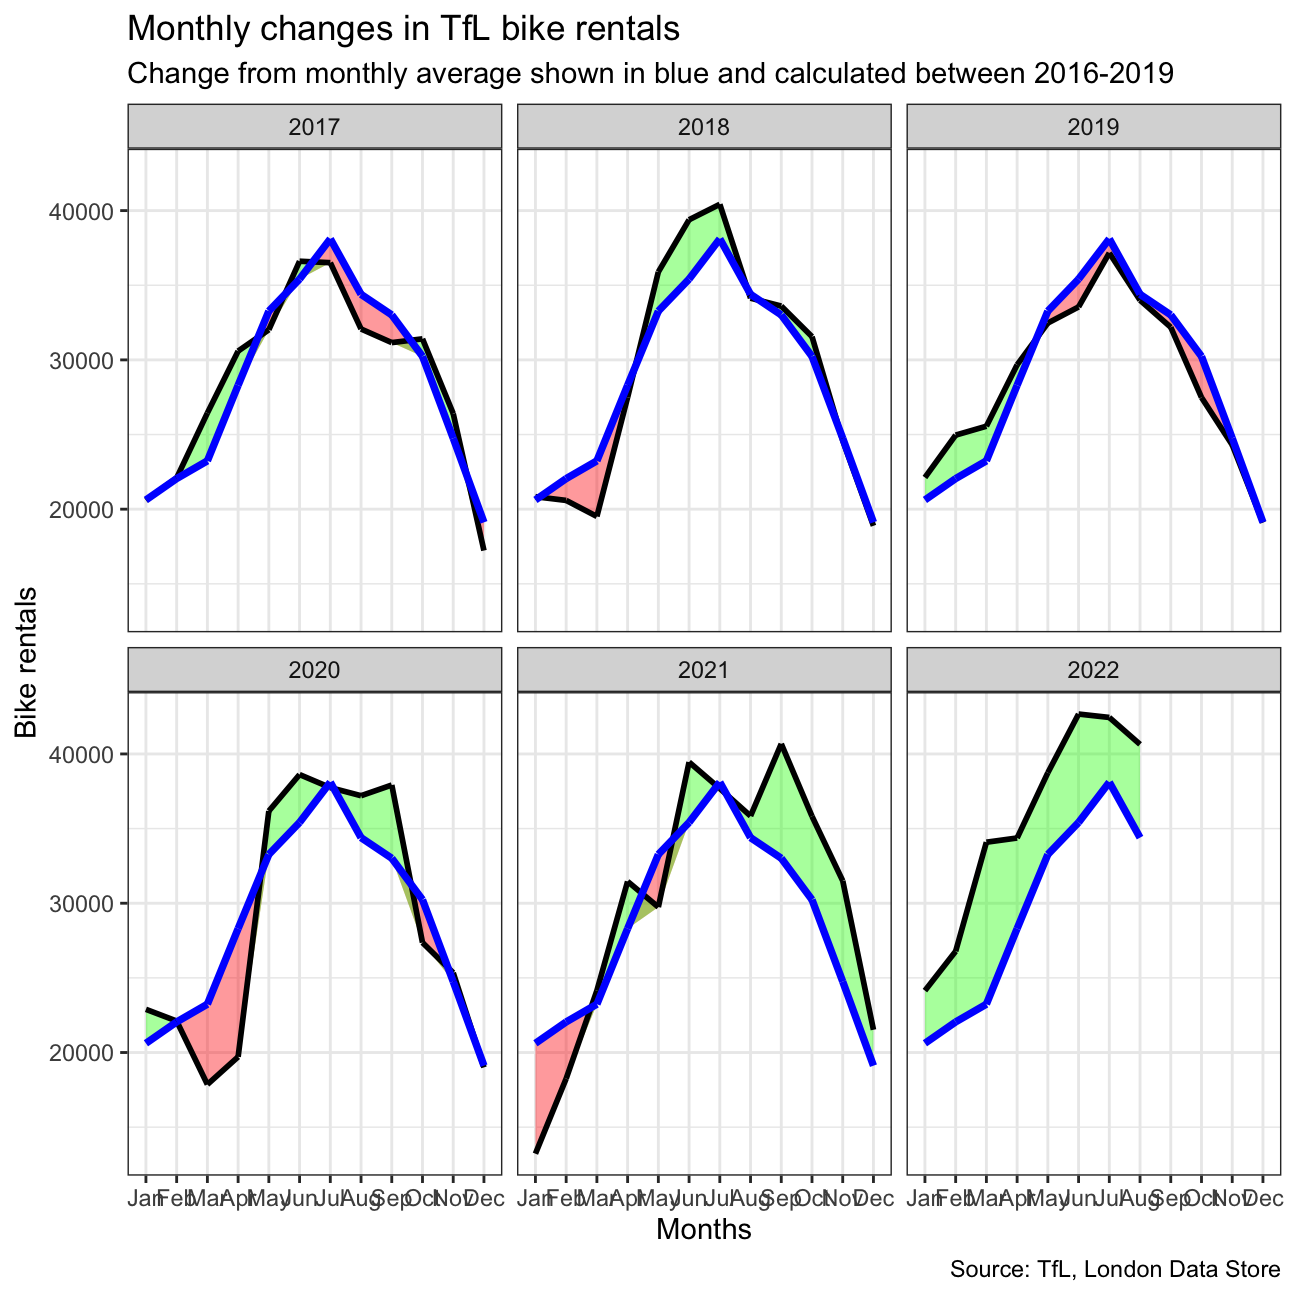 Monthly changes in TfL bike rentals
Change from monthly average shown in blue and calculated between 2016-2019
2017 2018 2019
40000
30000
20000
Bike rentals
2020 2021 2022
40000
30000
20000
Jan Feb Mar Apr May Jun Jul Aug Sep Oct Nov Dec Jan Feb Mar Apr May Jun Jul Aug Sep Oct Nov Dec Jan Feb Mar Apr May Jun Jul Aug Sep Oct Nov Dec
Months
Source: TfL, London Data Store